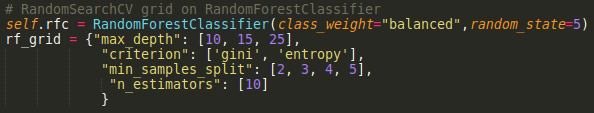 # RandomSearchCV grid on RandomForestClassifier
self.rfc = RandomForestClassifier(class_weight="balanced",random_state=5)
rf_grid = {"max_depth": [10, 15, 25],
           "criterion": ['gini', 'entropy'],
           "min_samples_split": [2, 3, 4, 5],
            "n_estimators": [10]
           }